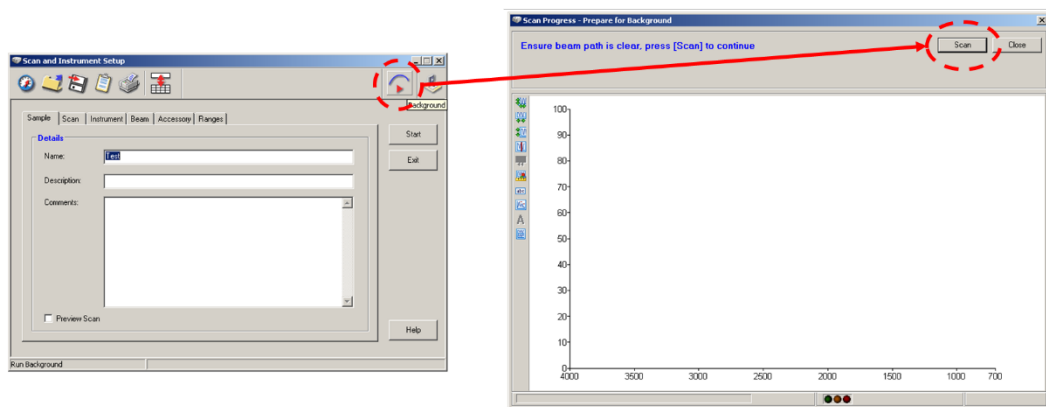 Scan and Instrument Setup
Background
Sample Scan Instrument Beam Accessory Ranges
Details
Name: Test
Description:
Comments:
Preview Scan
Start
Exit
Help
Run Background
Scan Progress - Prepare for Background
Ensure beam path is clear, press [Scan] to continue
Scan Close
abc
A
100
90
80
70
60
50
40
30
20
10
0
4000 3500 3000 2500 2000 1500 1000 700